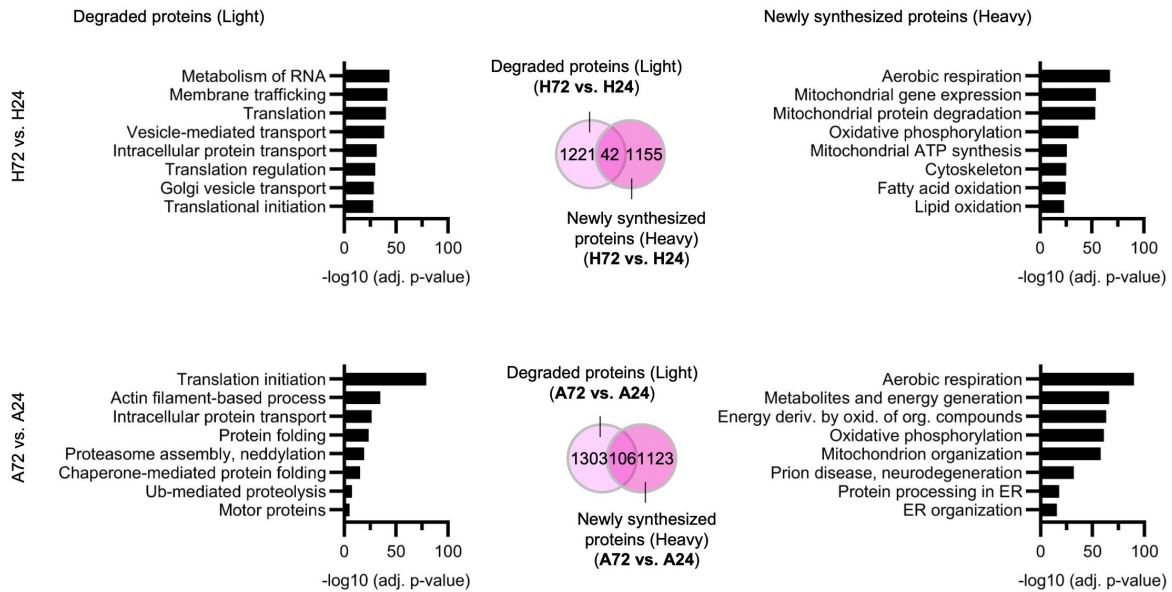 Degraded proteins (Light)
Newly synthesized proteins (Heavy)
H72 vs. H24
Metabolism of RNA
Membrane trafficking
Translation
Vesicle-mediated transport
Intracellular protein transport
Translation regulation
Golgi vesicle transport
Translational initiation
0 50 100
-log10 (adj. p-value)
Degraded proteins (Light)
(H72 vs. H24)
1221 42 1155
Newly synthesized
proteins (Heavy)
(H72 vs. H24)
Aerobic respiration
Mitochondrial gene expression
Mitochondrial protein degradation
Oxidative phosphorylation
Mitochondrial ATP synthesis
Cytoskeleton
Fatty acid oxidation
Lipid oxidation
0 50 100
-log10 (adj. p-value)
A72 vs. A24
Translation initiation
Actin filament-based process
Intracellular protein transport
Protein folding
Proteasome assembly, neddylation
Chaperone-mediated protein folding
Ub-mediated proteolysis
Motor proteins
0 50 100
-log10 (adj. p-value)
Degraded proteins (Light)
(A72 vs. A24)
1303 106 1123
Newly synthesized
proteins (Heavy)
(A72 vs. A24)
Aerobic respiration
Metabolites and energy generation
Energy deriv. by oxid. of org. compounds
Oxidative phosphorylation
Mitochondrion organization
Prion disease, neurodegeneration
Protein processing in ER
ER organization
0 50 100
-log10 (adj. p-value)